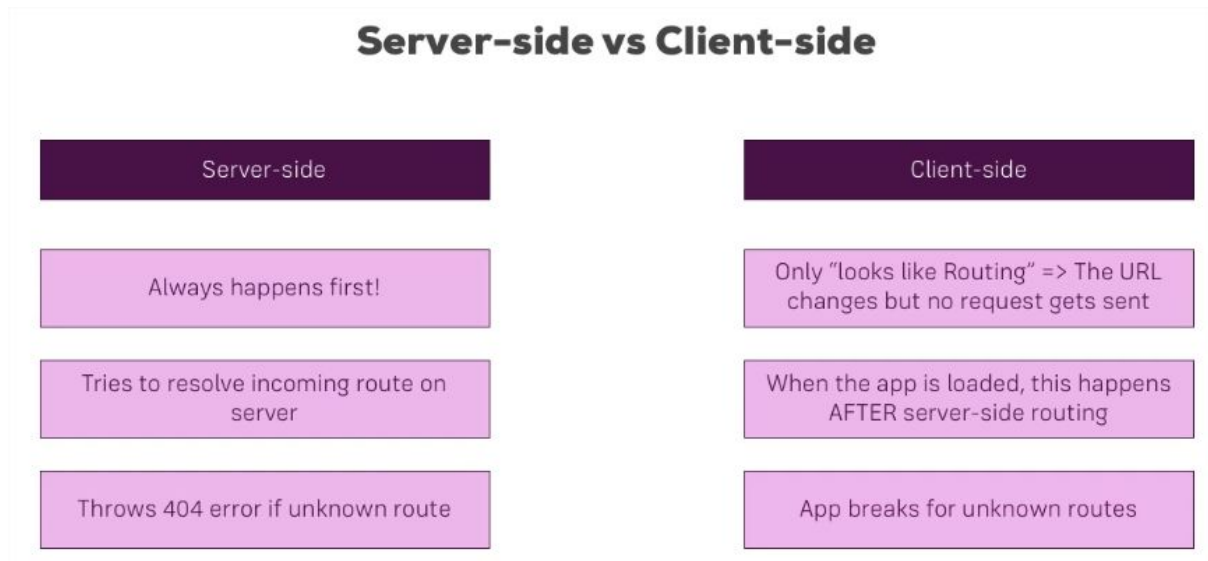 Server-side vs Client-side
Server-side
Always happens first!
Tries to resolve incoming route on
server
Throws 404 error if unknown route
Client-side
Only "looks like Routing" => The URL
changes but no request gets sent
When the app is loaded, this happens
AFTER server-side routing
App breaks for unknown routes